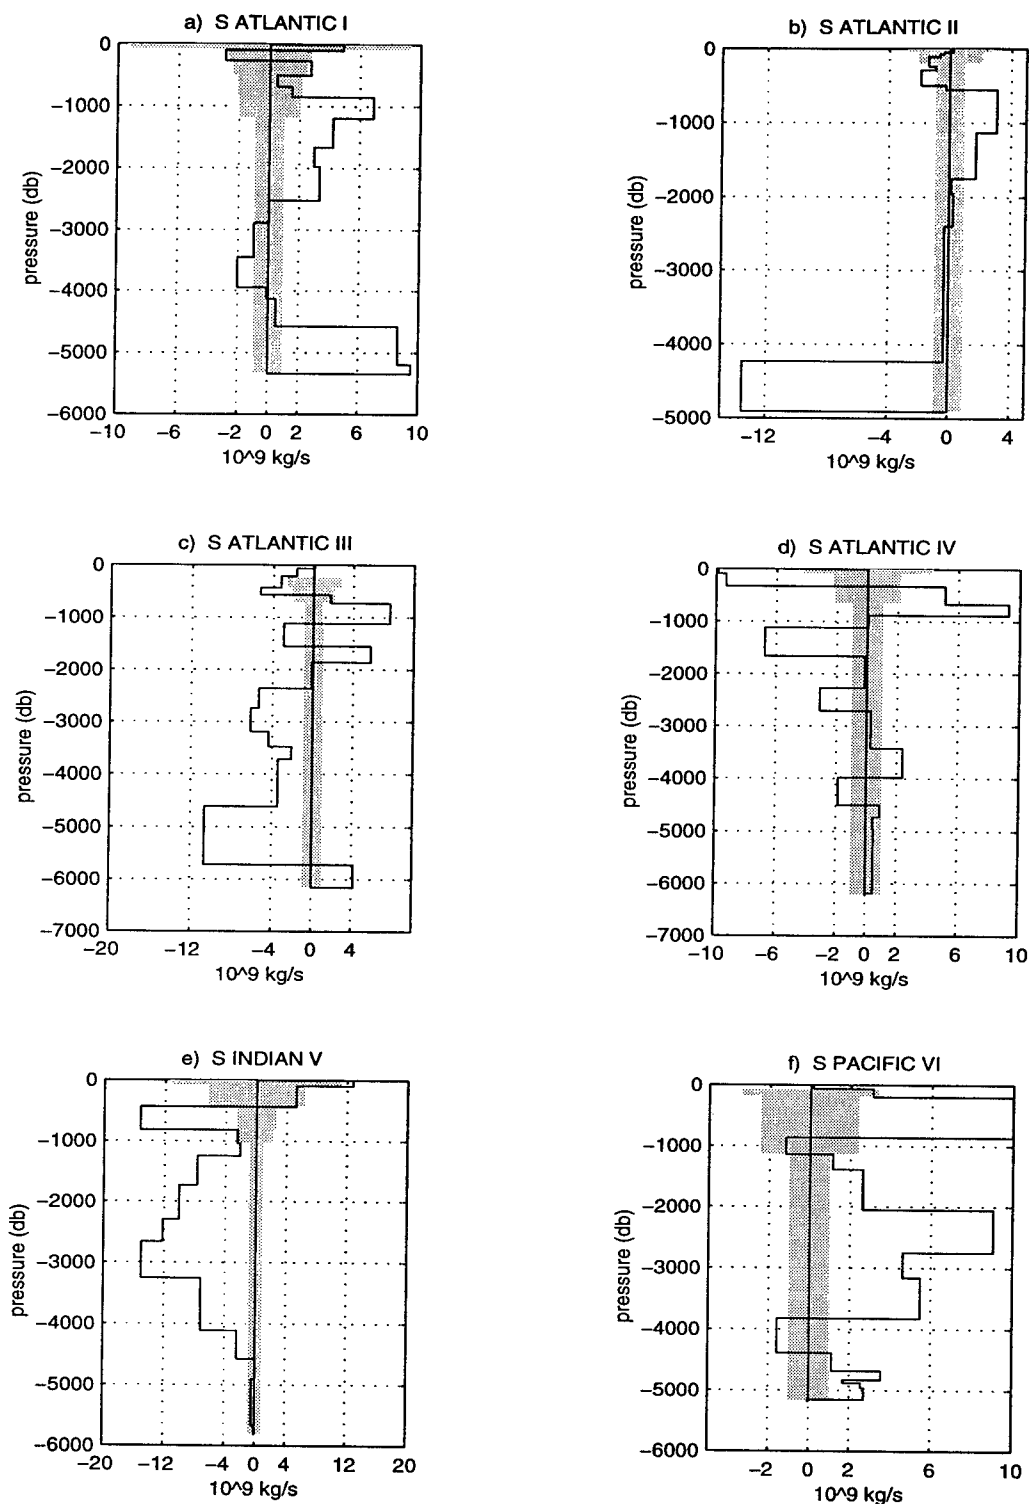 a) S ATLANTIC I
0
−1000
−2000
−3000
−4000
−5000
−6000
pressure (db)
−10 −6 −2 0 2 6 10
10^9 kg/s
b) S ATLANTIC II
0
−1000
−2000
−3000
−4000
−5000
pressure (db)
−12 −4 0 4
10^9 kg/s
c) S ATLANTIC III
0
−1000
−2000
−3000
−4000
−5000
−6000
−7000
pressure (db)
−20 −12 −4 0 4
10^9 kg/s
d) S ATLANTIC IV
0
−1000
−2000
−3000
−4000
−5000
−6000
−7000
pressure (db)
−10 −6 −2 0 2 6 10
10^9 kg/s
e) S INDIAN V
0
−1000
−2000
−3000
−4000
−5000
−6000
pressure (db)
−20 −12 −4 0 4 12 20
10^9 kg/s
f) S PACIFIC VI
0
−1000
−2000
−3000
−4000
−5000
−6000
pressure (db)
−2 0 2 6 10
10^9 kg/s